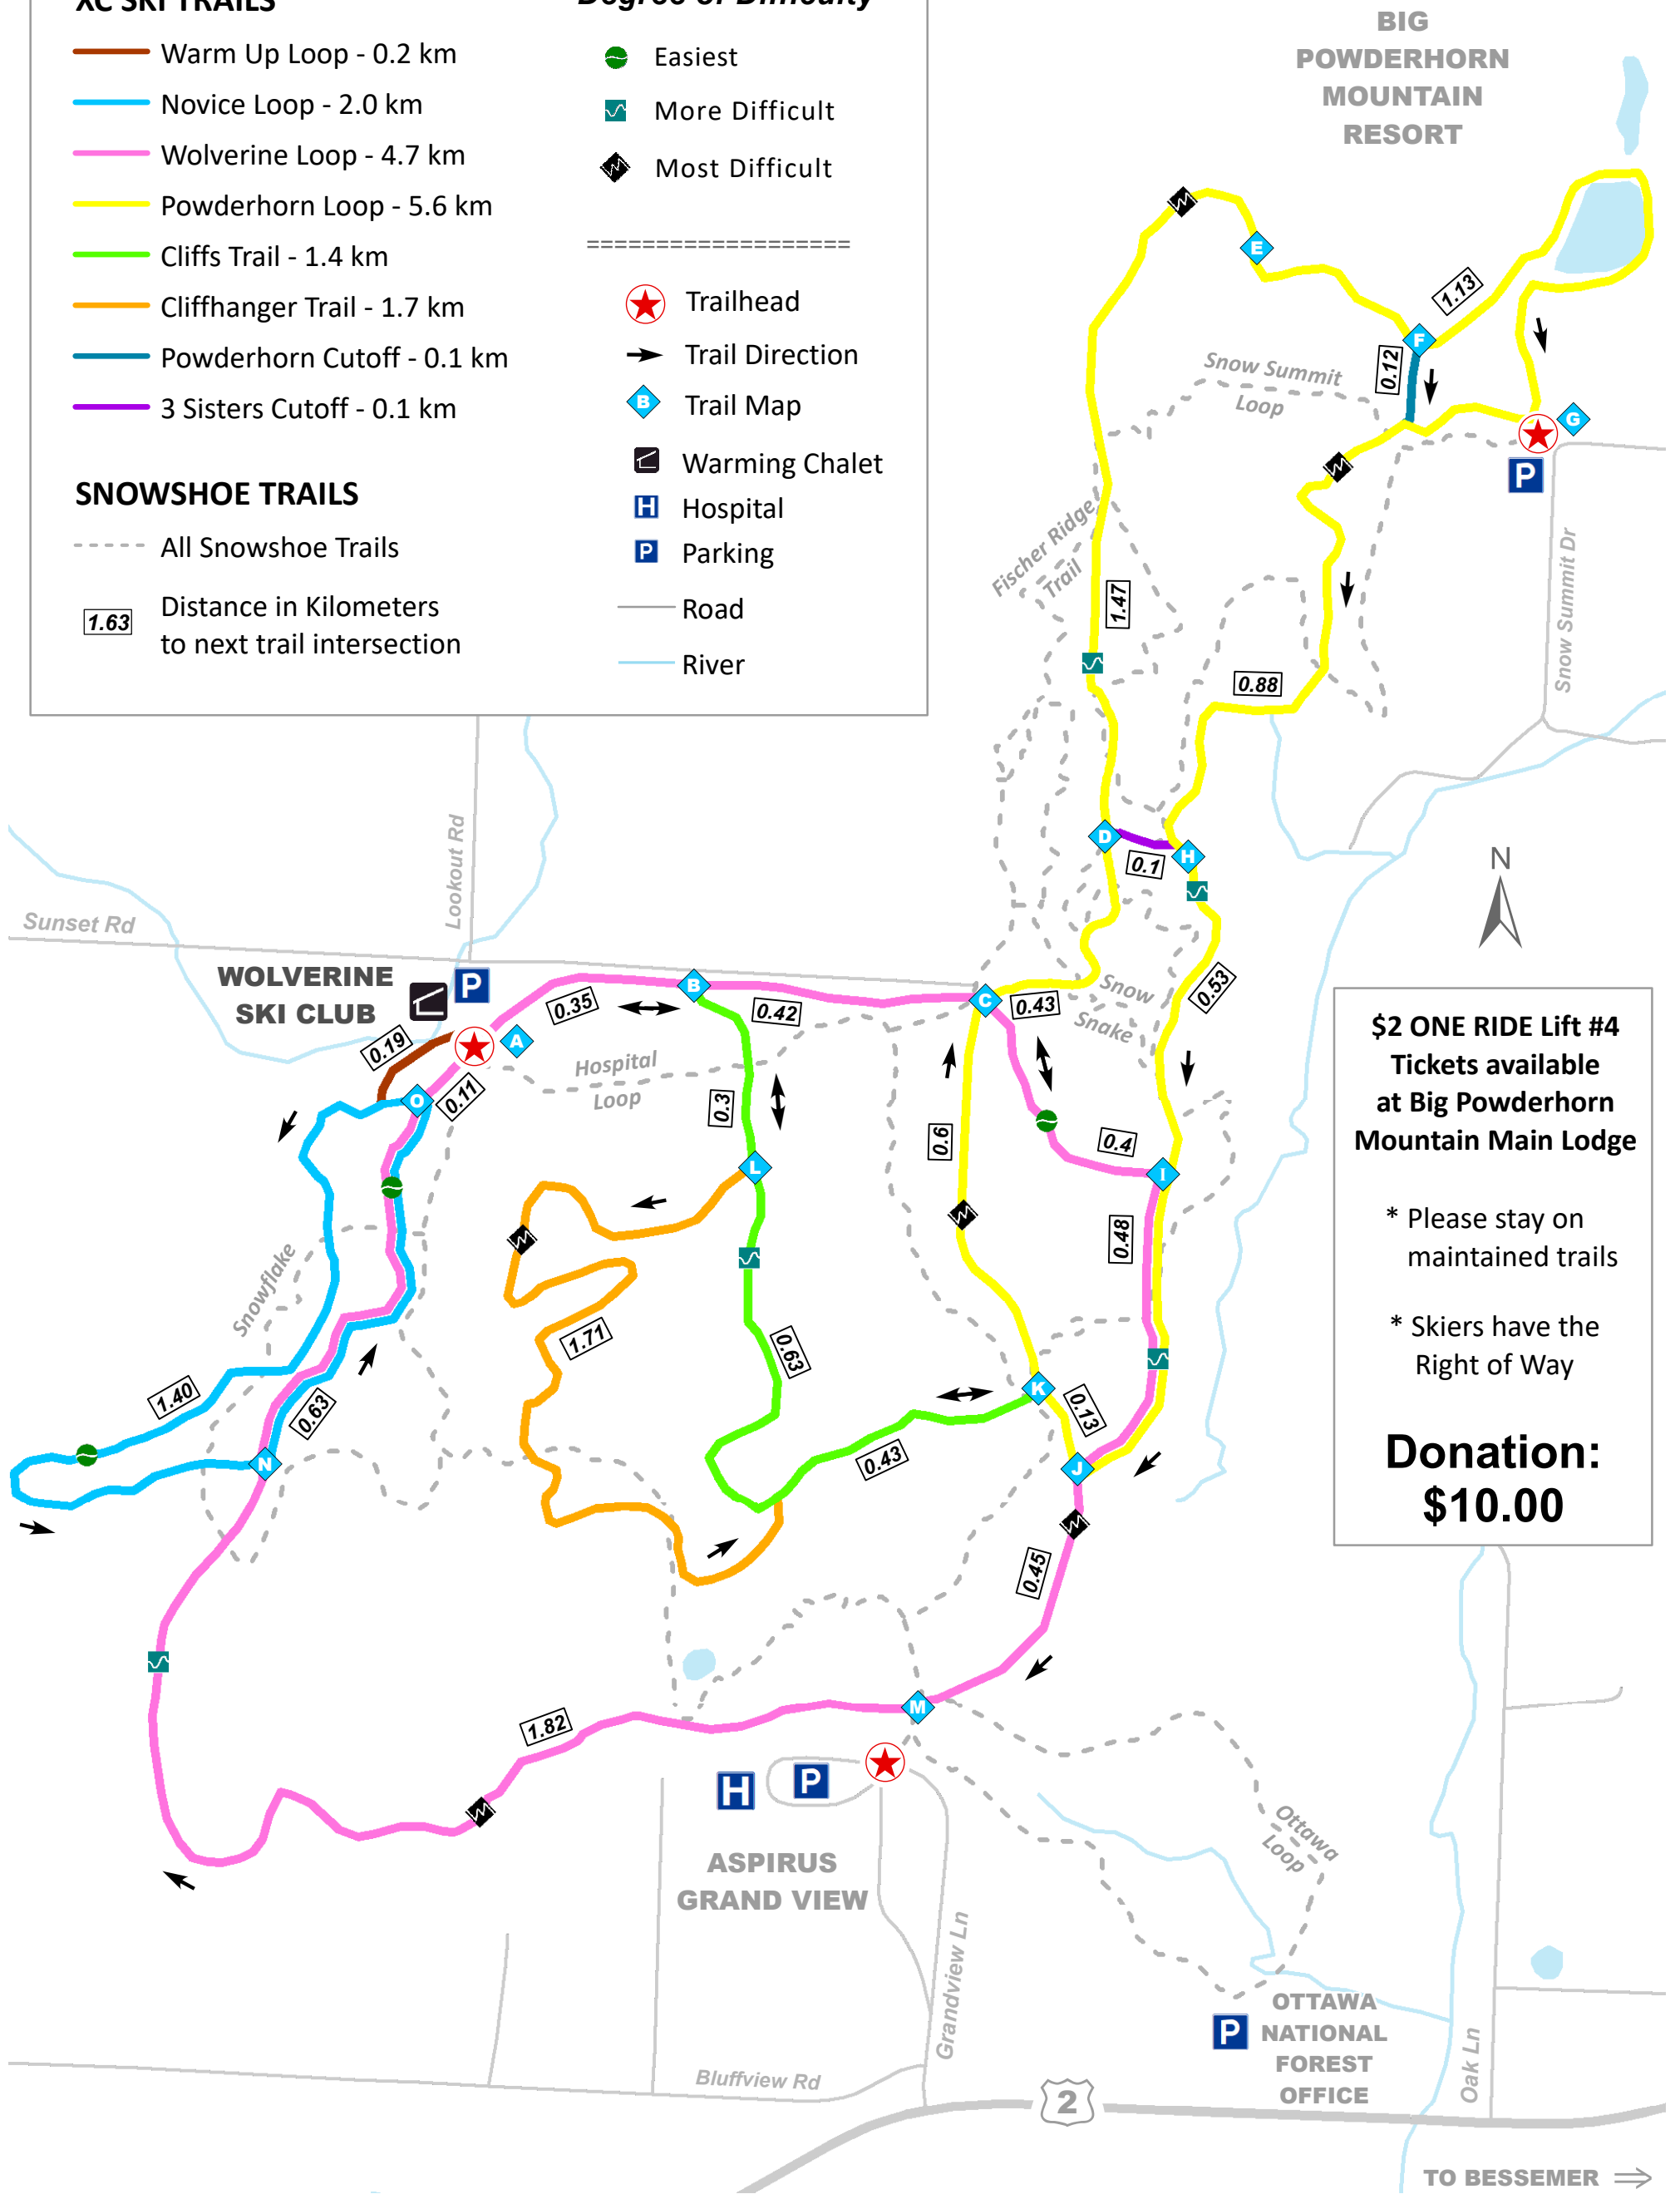 XC SKI TRAILS
Warm Up Loop - 0.2 km
Novice Loop - 2.0 km
Wolverine Loop - 4.7 km
Powderhorn Loop - 5.6 km
Cliffs Trail - 1.4 km
Cliffhanger Trail - 1.7 km
Powderhorn Cutoff - 0.1 km
3 Sisters Cutoff - 0.1 km
SNOWSHOE TRAILS
All Snowshoe Trails
1.63
Distance in Kilometers
to next trail intersection
Degree of Difficulty
Easiest
More Difficult
Most Difficult
===================
Trailhead
Trail Direction
B
Trail Map
Warming Chalet
H
Hospital
P
Parking
Road
River
BIG
POWDERHORN
MOUNTAIN
RESORT
E
1.13
F
0.12
Snow Summit
Loop
G
P
Fischer Ridge
Trail
1.47
Snow Summit Dr
0.88
D
H
0.1
N
Lookout Rd
Sunset Rd
WOLVERINE
SKI CLUB
P
0.35
B
0.42
C
0.43
Snow
Snake
0.53
0.19
A
O
0.11
Hospital
Loop
0.3
L
0.6
0.4
I
0.48
Snowflake
1.71
0.63
1.40
0.63
N
K
0.13
0.43
J
0.45
M
1.82
H
P
ASPIRUS
GRAND VIEW
Ottawa
Loop
Grandview Ln
$2 ONE RIDE Lift #4
Tickets available
at Big Powderhorn
Mountain Main Lodge
* Please stay on
maintained trails
* Skiers have the
Right of Way
Donation:
$10.00
P
OTTAWA
NATIONAL
FOREST
OFFICE
Oak Ln
Bluffview Rd
2
TO BESSEMER